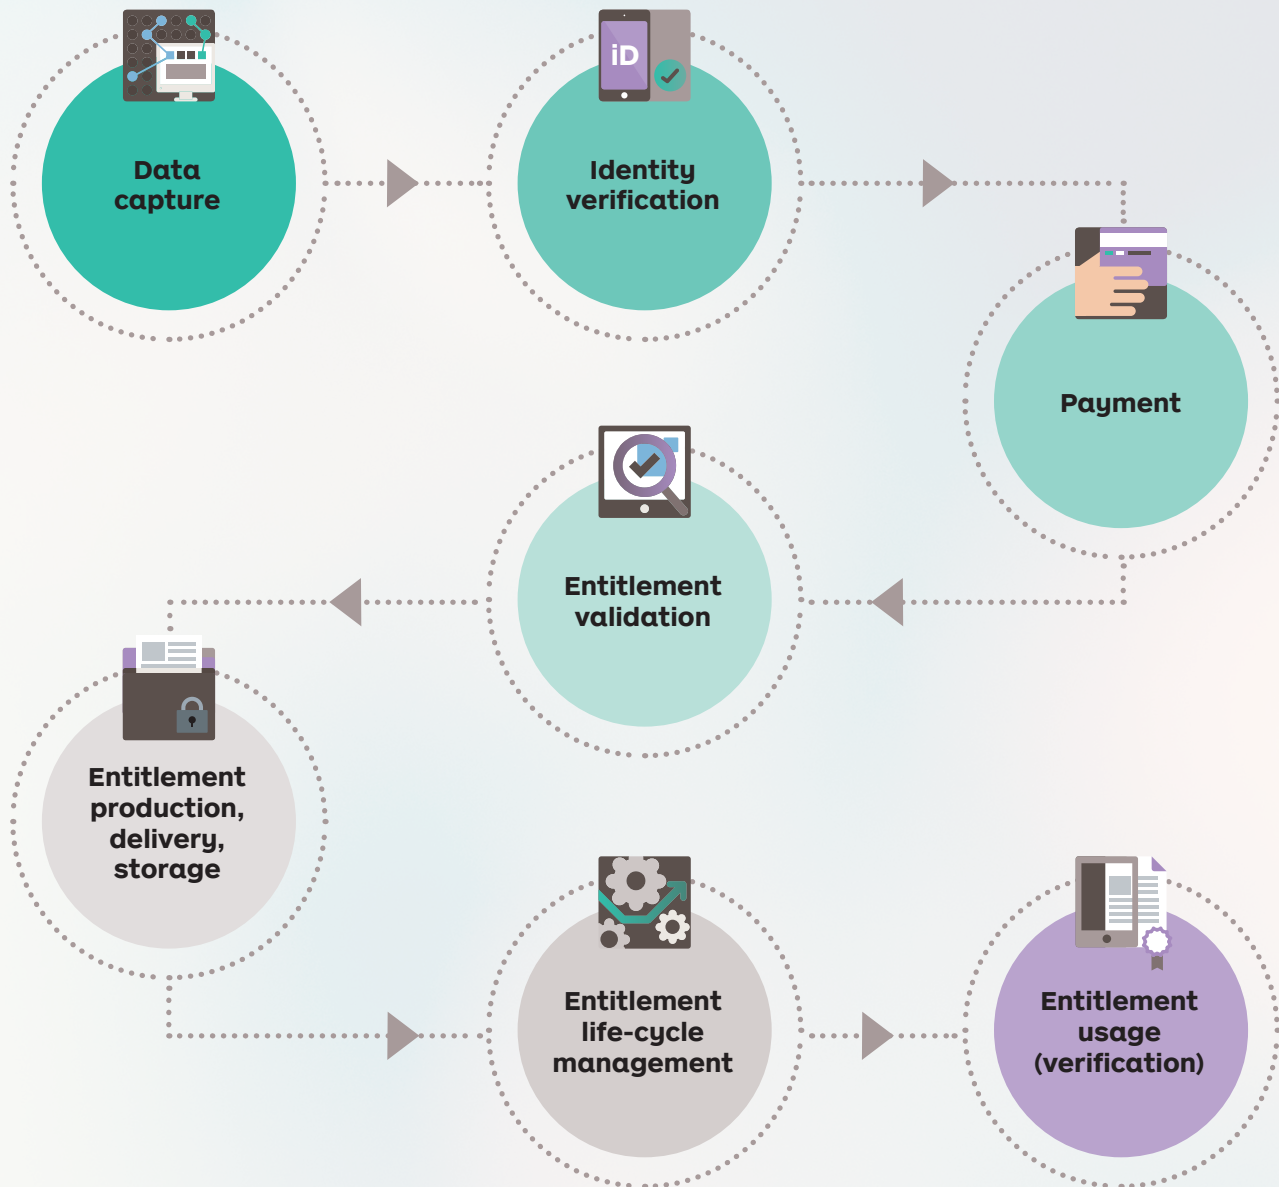 iD
Data
capture
Identity
verification
Payment
Entitlement
validation
Entitlement
production,
delivery,
storage
Entitlement
life-cycle
management
Entitlement
usage
(verification)